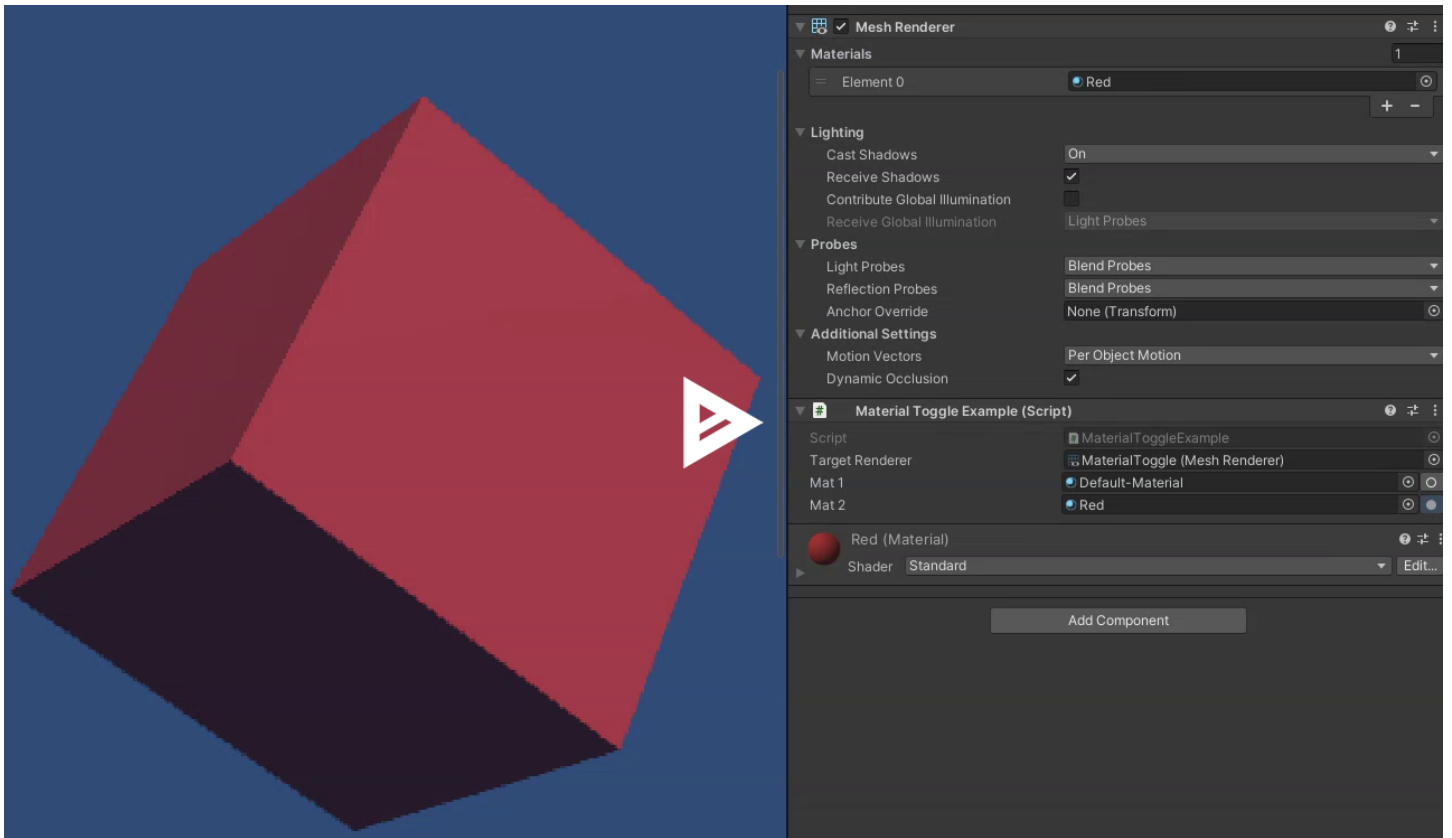 Mesh Renderer
Materials 1
Element 0 Red
+ −
Lighting
Cast Shadows On
Receive Shadows
Contribute Global Illumination
Receive Global Illumination Light Probes
Probes
Light Probes Blend Probes
Reflection Probes Blend Probes
Anchor Override None (Transform)
Additional Settings
Motion Vectors Per Object Motion
Dynamic Occlusion
# Material Toggle Example (Script)
Script MaterialToggleExample
Target Renderer MaterialToggle (Mesh Renderer)
Mat 1 Default-Material
Mat 2 Red
Red (Material)
Shader Standard Edit...
Add Component